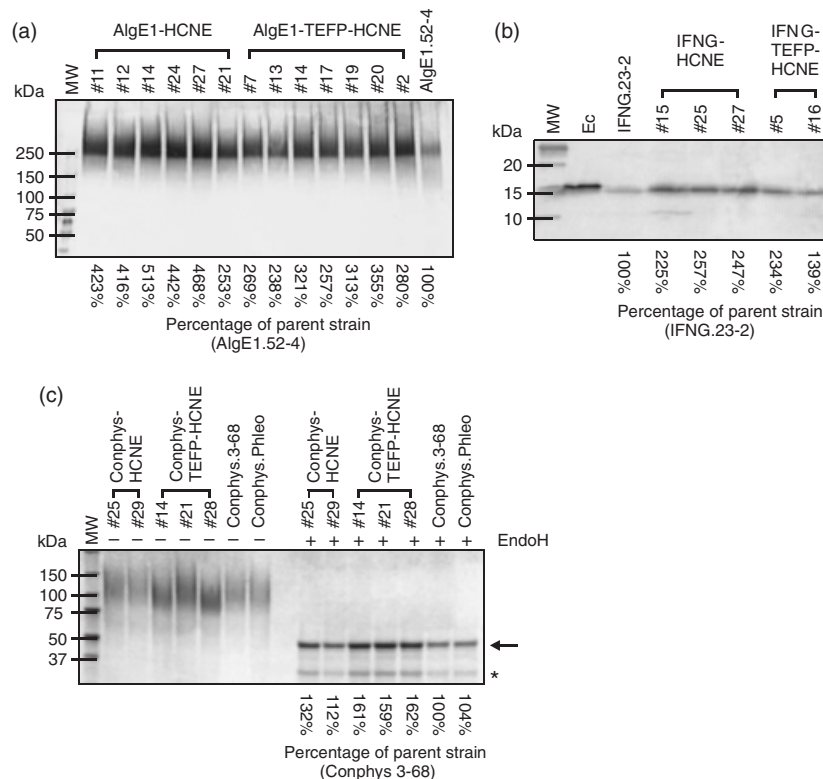 (a)
AlgE1-HCNE
AlgE1-TEFP-HCNE
kDa
MW
#11
#12
#14
#24
#27
#21
#7
#13
#14
#17
#19
#20
#2
AlgE1.52-4
250
150
100
75
50
423%
416%
513%
442%
468%
253%
269%
238%
321%
257%
313%
355%
280%
100%
Percentage of parent strain
(AlgE1.52-4)
(b)
IFNG-
HCNE
IFNG-
TEFP-
HCNE
kDa
MW
Ec
IFNG.23-2
#15
#25
#27
#5
#16
20
15
10
100%
225%
257%
247%
234%
139%
Percentage of parent strain
(IFNG.23-2)
(c)
Conphys-
HCNE
Conphys-
TEFP-HCNE
Conphys.3-68
Conphys.Phleo
Conphys-
HCNE
Conphys-
TEFP-HCNE
Conphys.3-68
Conphys.Phleo
MW
#25
#29
#14
#21
#28
#25
#29
#14
#21
#28
kDa
– – – – – – – + + + + + + + EndoH
150
100
75
50
37
*
132%
112%
161%
159%
162%
100%
104%
Percentage of parent strain
(Conphys 3-68)